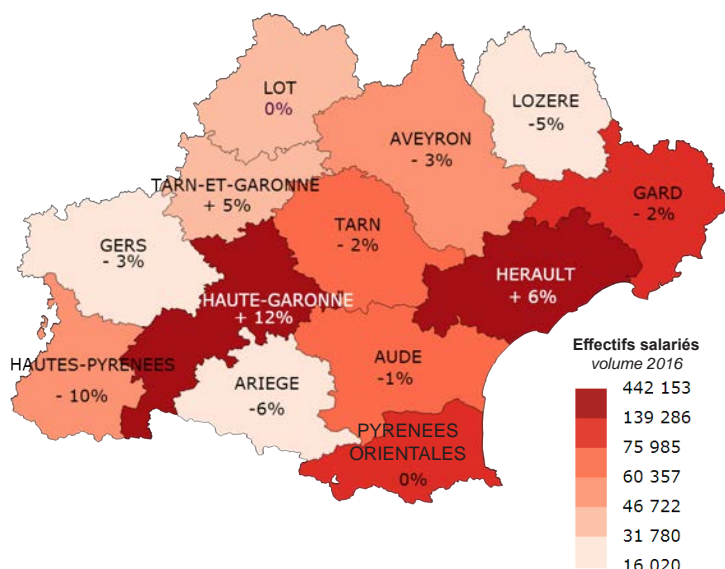 LOT
0%
LOZERE
-5%
AVEYRON
- 3%
TARN-ET-GARONNE
+ 5%
GARD
- 2%
TARN
- 2%
GERS
- 3%
HERAULT
+ 6%
HAUTE-GARONNE
+ 12%
HAUTES-PYRENEES
- 10%
AUDE
-1%
ARIEGE
-6%
PYRENEES
ORIENTALES
0%
Effectifs salariés
volume 2016
442 153
139 286
75 985
60 357
46 722
31 780
16 020